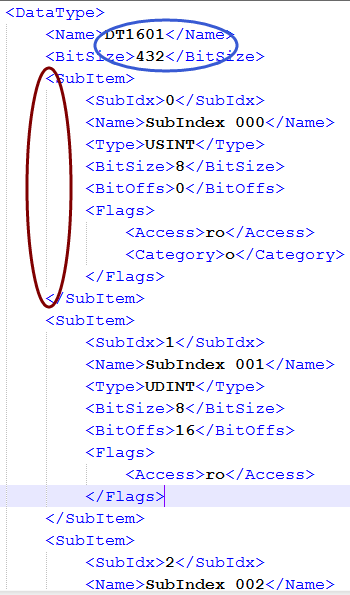 <DataType>
<Name>DT1601</Name>
<BitSize>432</BitSize>
<SubItem>
<SubIdx>0</SubIdx>
<Name>SubIndex 000</Name>
<Type>USINT</Type>
<BitSize>8</BitSize>
<BitOffs>0</BitOffs>
<Flags>
<Access>ro</Access>
<Category>o</Category>
</Flags>
</SubItem>
<SubItem>
<SubIdx>1</SubIdx>
<Name>SubIndex 001</Name>
<Type>UDINT</Type>
<BitSize>8</BitSize>
<BitOffs>16</BitOffs>
<Flags>
<Access>ro</Access>
</Flags>
</SubItem>
<SubItem>
<SubIdx>2</SubIdx>
<Name>SubIndex 002</Name>